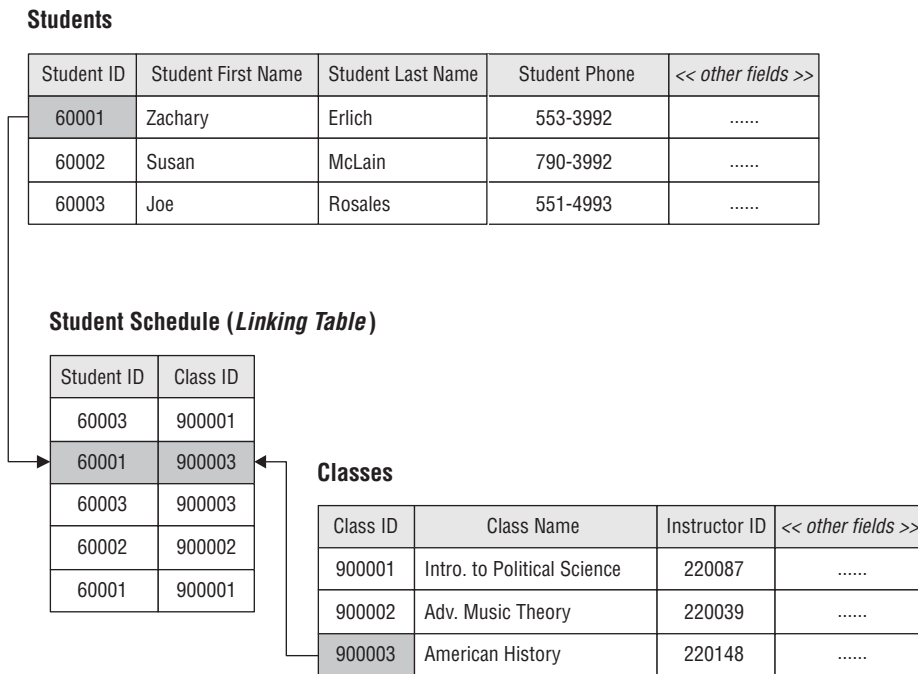 Students
Student ID Student First Name Student Last Name Student Phone << other fields >>
60001 Zachary Erlich 553-3992 ......
60002 Susan McLain 790-3992 ......
60003 Joe Rosales 551-4993 ......
Student Schedule (Linking Table)
Student ID Class ID
60003 900001
60001 900003
60003 900003
60002 900002
60001 900001
Classes
Class ID Class Name Instructor ID << other fields >>
900001 Intro. to Political Science 220087 ......
900002 Adv. Music Theory 220039 ......
900003 American History 220148 ......